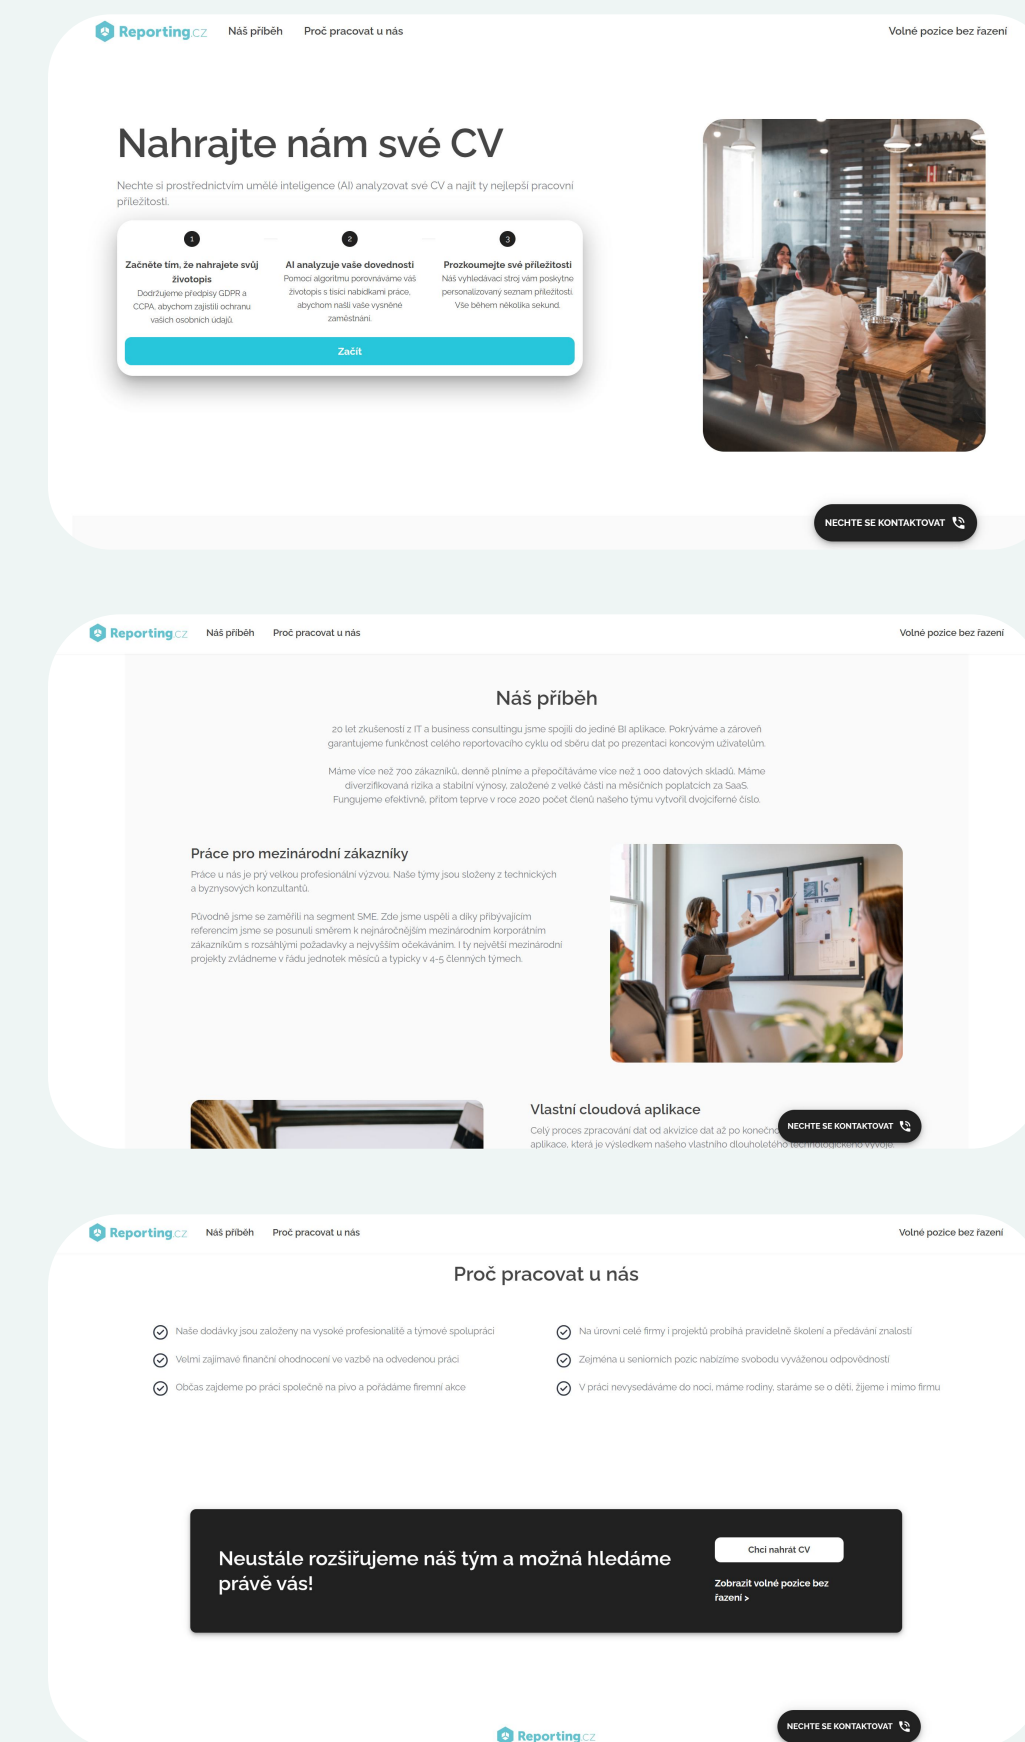 Reporting.cz
Náš příběh
Proč pracovat u nás
Volné pozice bez řazení
Nahrajte nám své CV
Nechte si prostřednictvím umělé inteligence (AI) analyzovat své CV a najít ty nejlepší pracovní
příležitosti.
1
2
3
Začněte tím, že nahrajete svůj
životopis
Dodržujeme předpisy GDPR a
CCPA, abychom zajistili ochranu
vašich osobních údajů.
AI analyzuje vaše dovednosti
Pomocí algoritmu porovnáváme váš
životopis s tisíci nabídkami práce,
abychom našli vaše vysněné
zaměstnání.
Prozkoumejte své příležitosti
Náš vyhledávací stroj vám poskytne
personalizovaný seznam příležitostí.
Vše během několika sekund.
Začít
NECHTE SE KONTAKTOVAT
Reporting.cz
Náš příběh
Proč pracovat u nás
Volné pozice bez řazení
Náš příběh
20 let zkušeností z IT a business consultingu jsme spojili do jediné BI aplikace. Pokrýváme a zároveň
garantujeme funkčnost celého reportovacího cyklu od sběru dat po prezentaci koncovým uživatelům.
Máme více než 700 zákazníků, denně plníme a přepočítáváme více než 1 000 datových skladů. Máme
diverzifikovaná rizika a stabilní výnosy, založené z velké části na měsíčních poplatcích za SaaS.
Fungujeme efektivně, přitom teprve v roce 2020 počet členů našeho týmu vytvořil dvojciferné číslo.
Práce pro mezinárodní zákazníky
Práce u nás je prý velkou profesionální výzvou. Naše týmy jsou složeny z technických
a byznysových konzultantů.
Původně jsme se zaměřili na segment SME. Zde jsme uspěli a díky přibývajícím
referencím jsme se posunuli směrem k nejnáročnějším mezinárodním korporátním
zákazníkům s rozsáhlými požadavky a nejvyšším očekáváním. I ty největší mezinárodní
projekty zvládneme v řádu jednotek měsíců a typicky v 4-5 členných týmech.
Vlastní cloudová aplikace
Celý proces zpracování dat od akvizice dat až po konečno
aplikace, která je výsledkem našeho vlastního dlouholetého technologického vývoje.
NECHTE SE KONTAKTOVAT
Reporting.cz
Náš příběh
Proč pracovat u nás
Volné pozice bez řazení
Proč pracovat u nás
Naše dodávky jsou založeny na vysoké profesionalitě a týmové spolupráci
Velmi zajímavé finanční ohodnocení ve vazbě na odvedenou práci
Občas zajdeme po práci společně na pivo a pořádáme firemní akce
Na úrovni celé firmy i projektů probíhá pravidelně školení a předávání znalostí
Zejména u seniorních pozic nabízíme svobodu vyváženou odpovědností
V práci nevysedáváme do noci, máme rodiny, staráme se o děti, žijeme i mimo firmu
Neustále rozšiřujeme náš tým a možná hledáme
právě vás!
Chci nahrát CV
Zobrazit volné pozice bez
řazení >
Reporting.cz
NECHTE SE KONTAKTOVAT